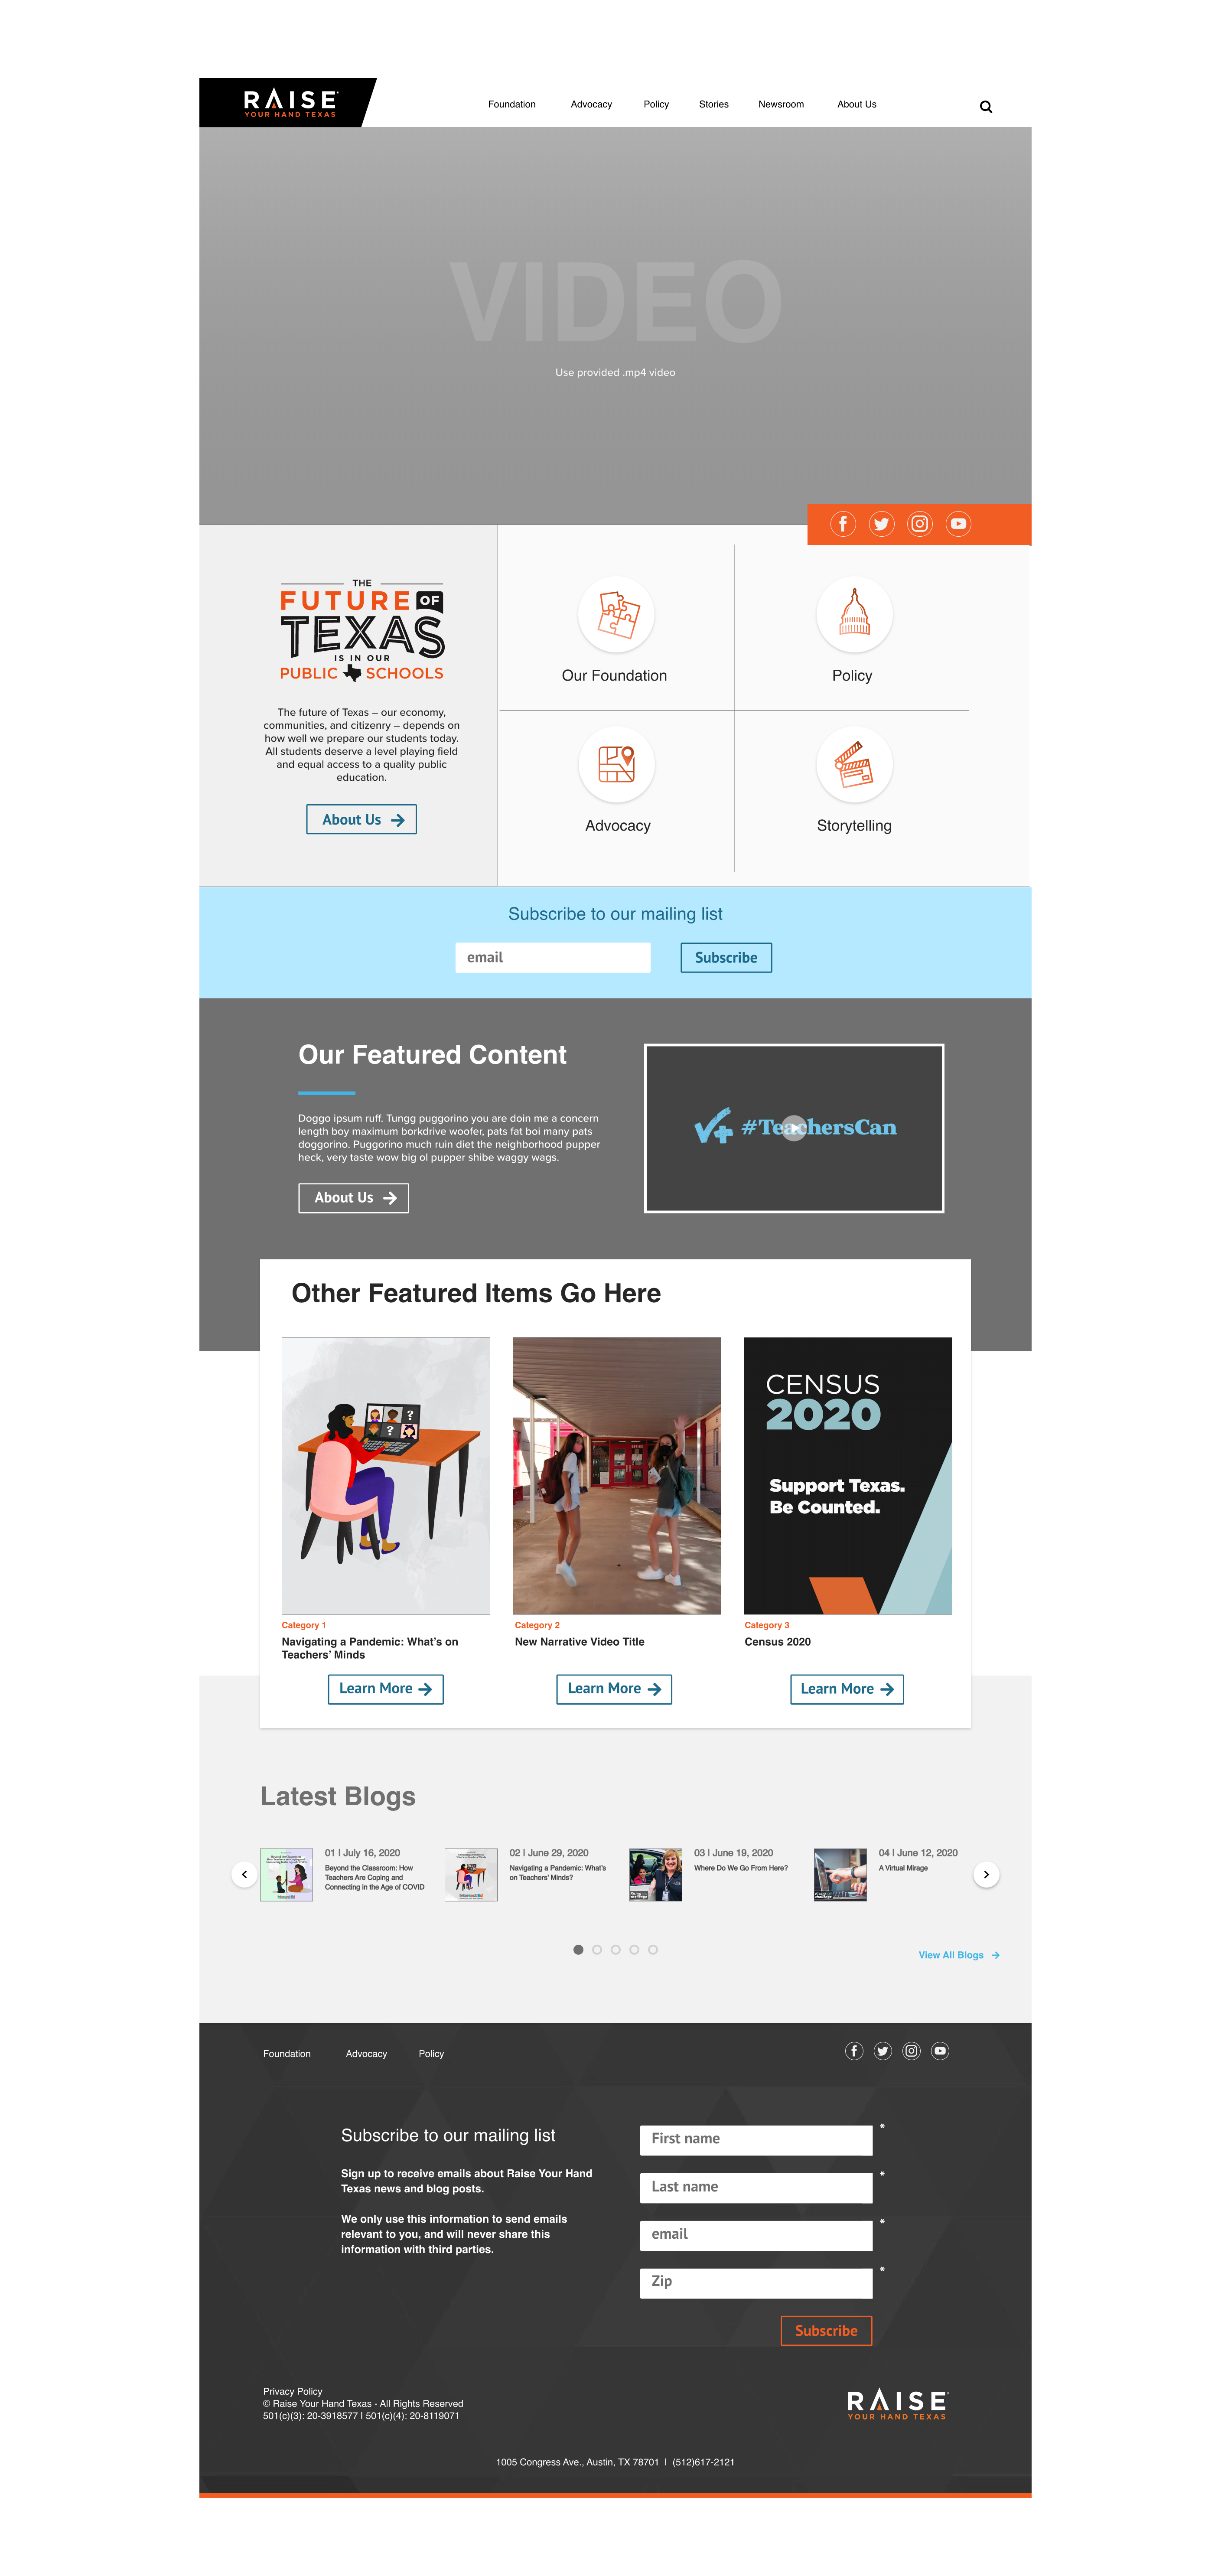 RAISE
YOUR HAND TEXAS
Foundation Advocacy Policy Stories Newsroom About Us
VIDEO
Use provided .mp4 video
THE
FUTURE OF
TEXAS
IS IN OUR
PUBLIC SCHOOLS
The future of Texas – our economy,
communities, and citizenry – depends on
how well we prepare our students today.
All students deserve a level playing field
and equal access to a quality public
education.
About Us
Our Foundation
Policy
Advocacy
Storytelling
Subscribe to our mailing list
email
Subscribe
Our Featured Content
Doggo ipsum ruff. Tungg puggorino you are doin me a concern
length boy maximum borkdrive woofer, pats fat boi many pats
doggorino. Puggorino much ruin diet the neighborhood pupper
heck, very taste wow big ol pupper shibe waggy wags.
About Us
#TeachersCan
Other Featured Items Go Here
? ?
CENSUS
2020
Support Texas.
Be Counted.
Category 1
Navigating a Pandemic: What's on
Teachers' Minds
Learn More
Category 2
New Narrative Video Title
Learn More
Category 3
Census 2020
Learn More
Latest Blogs
01 | July 16, 2020
Beyond the Classroom: How
Teachers Are Coping and
Connecting in the Age of COVID
02 | June 29, 2020
Navigating a Pandemic: What's
on Teachers' Minds?
03 | June 19, 2020
Where Do We Go From Here?
04 | June 12, 2020
A Virtual Mirage
View All Blogs
Foundation Advocacy Policy
Subscribe to our mailing list
Sign up to receive emails about Raise Your Hand
Texas news and blog posts.
We only use this information to send emails
relevant to you, and will never share this
information with third parties.
First name *
Last name *
email *
Zip *
Subscribe
Privacy Policy
© Raise Your Hand Texas - All Rights Reserved
501(c)(3): 20-3918577 | 501(c)(4): 20-8119071
RAISE
YOUR HAND TEXAS
1005 Congress Ave., Austin, TX 78701 | (512)617-2121